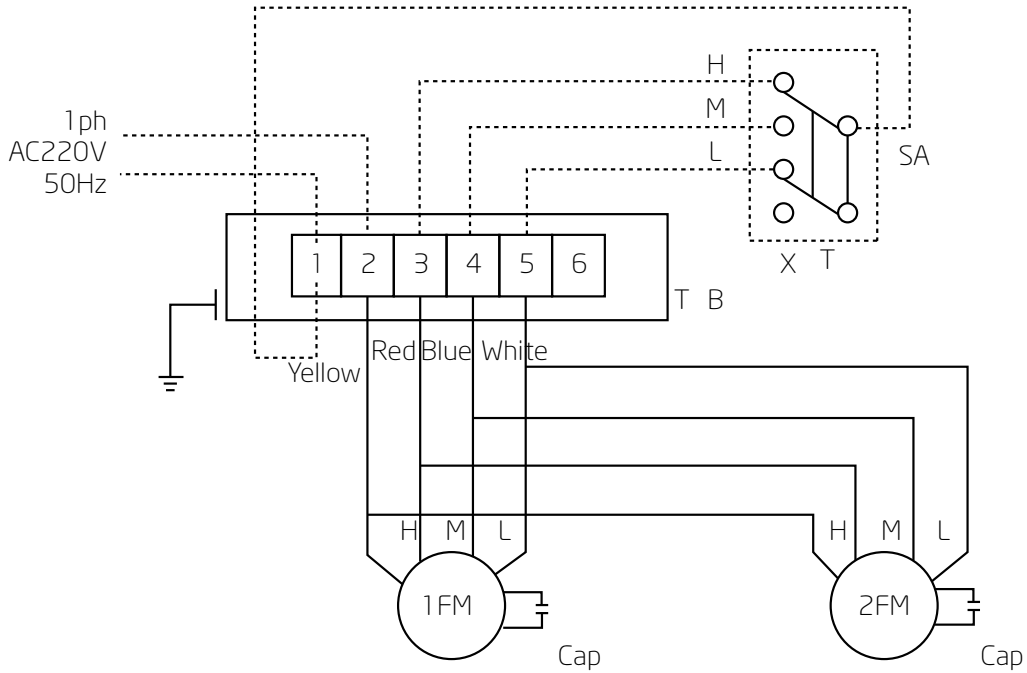 H
1ph
M
AC220V
L
SA
50Hz
X T
1 2 3 4 5 6
T B
Red Blue White
Yellow
H M L
H M L
1FM
2FM
Cap
Cap